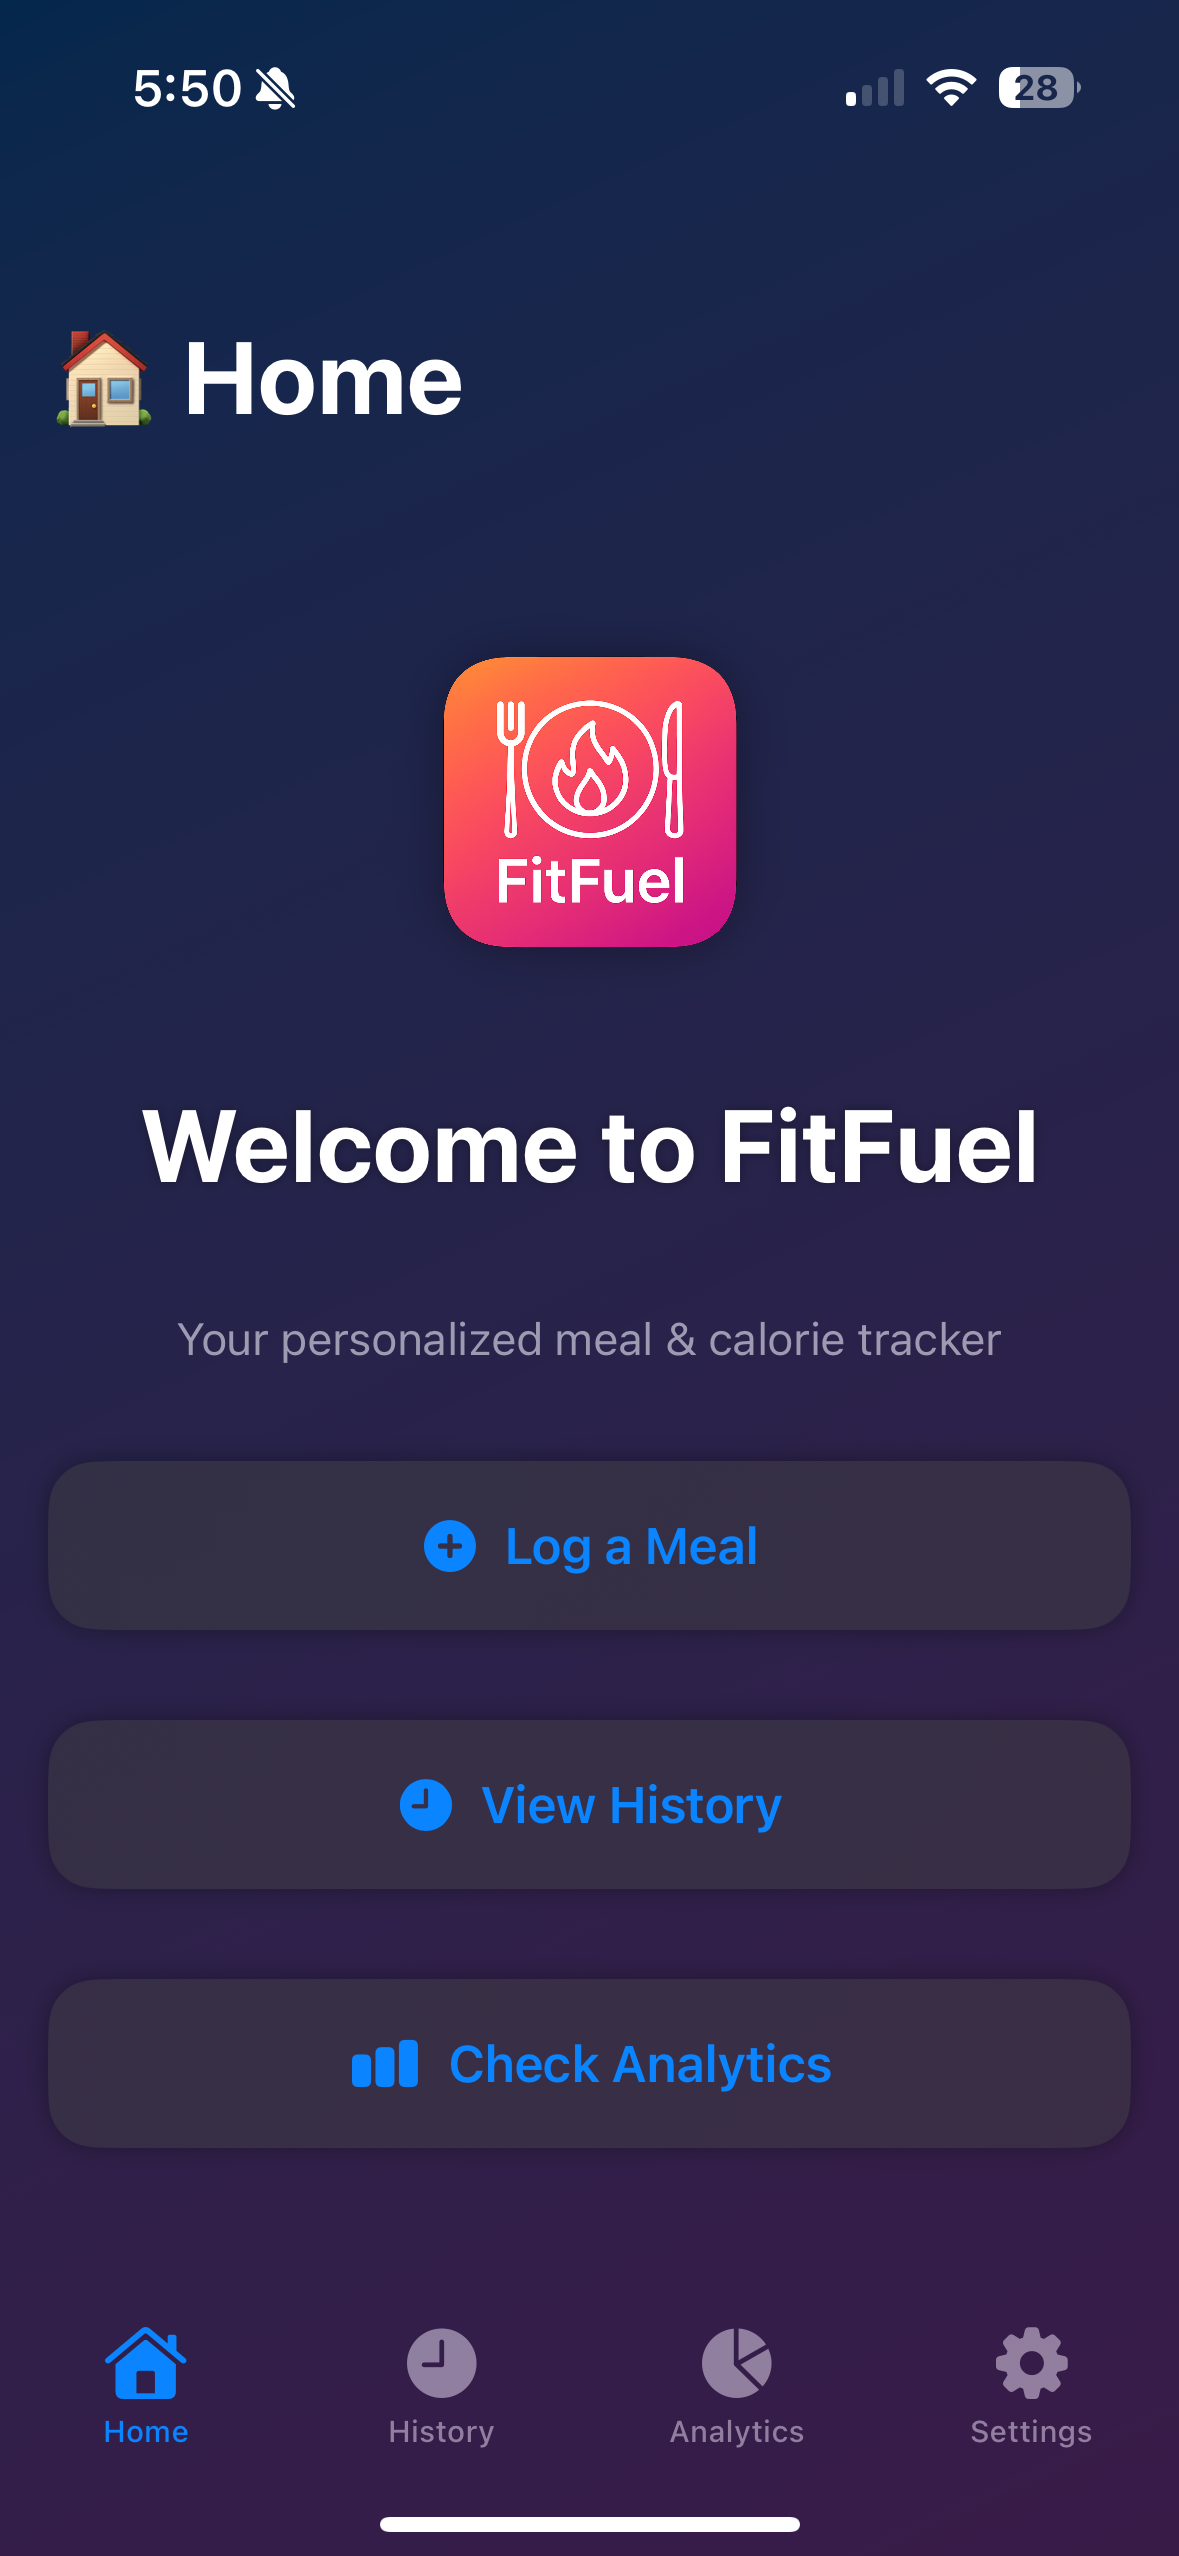 5:50
28
🏠 Home
FitFuel
Welcome to FitFuel
Your personalized meal & calorie tracker
Log a Meal
View History
Check Analytics
Home
History
Analytics
Settings